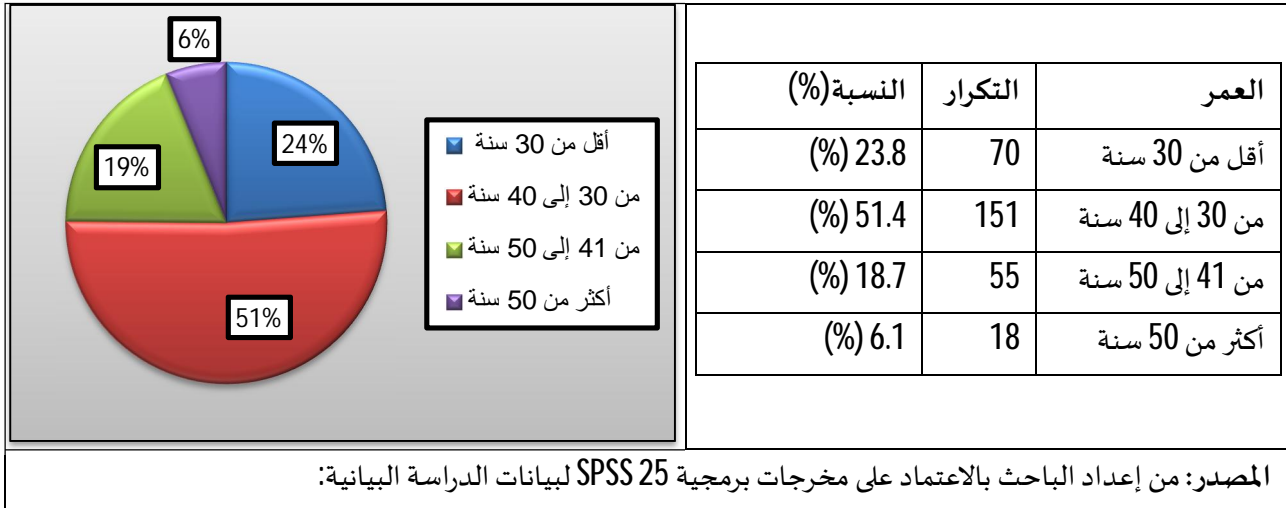 6%
24%
19%
51%
أقل من 30 سنة
من 30 إلى 40 سنة
من 41 إلى 50 سنة
أكثر من 50 سنة
العمر التكرار النسبة(%)
أقل من 30 سنة 70 23.8 (%)
من 30 إلى 40 سنة 151 51.4 (%)
من 41 إلى 50 سنة 55 18.7 (%)
أكثر من 50 سنة 18 6.1 (%)
المصدر: من إعداد الباحث بالاعتماد على مخرجات برمجية SPSS 25 لبيانات الدراسة البيانية: